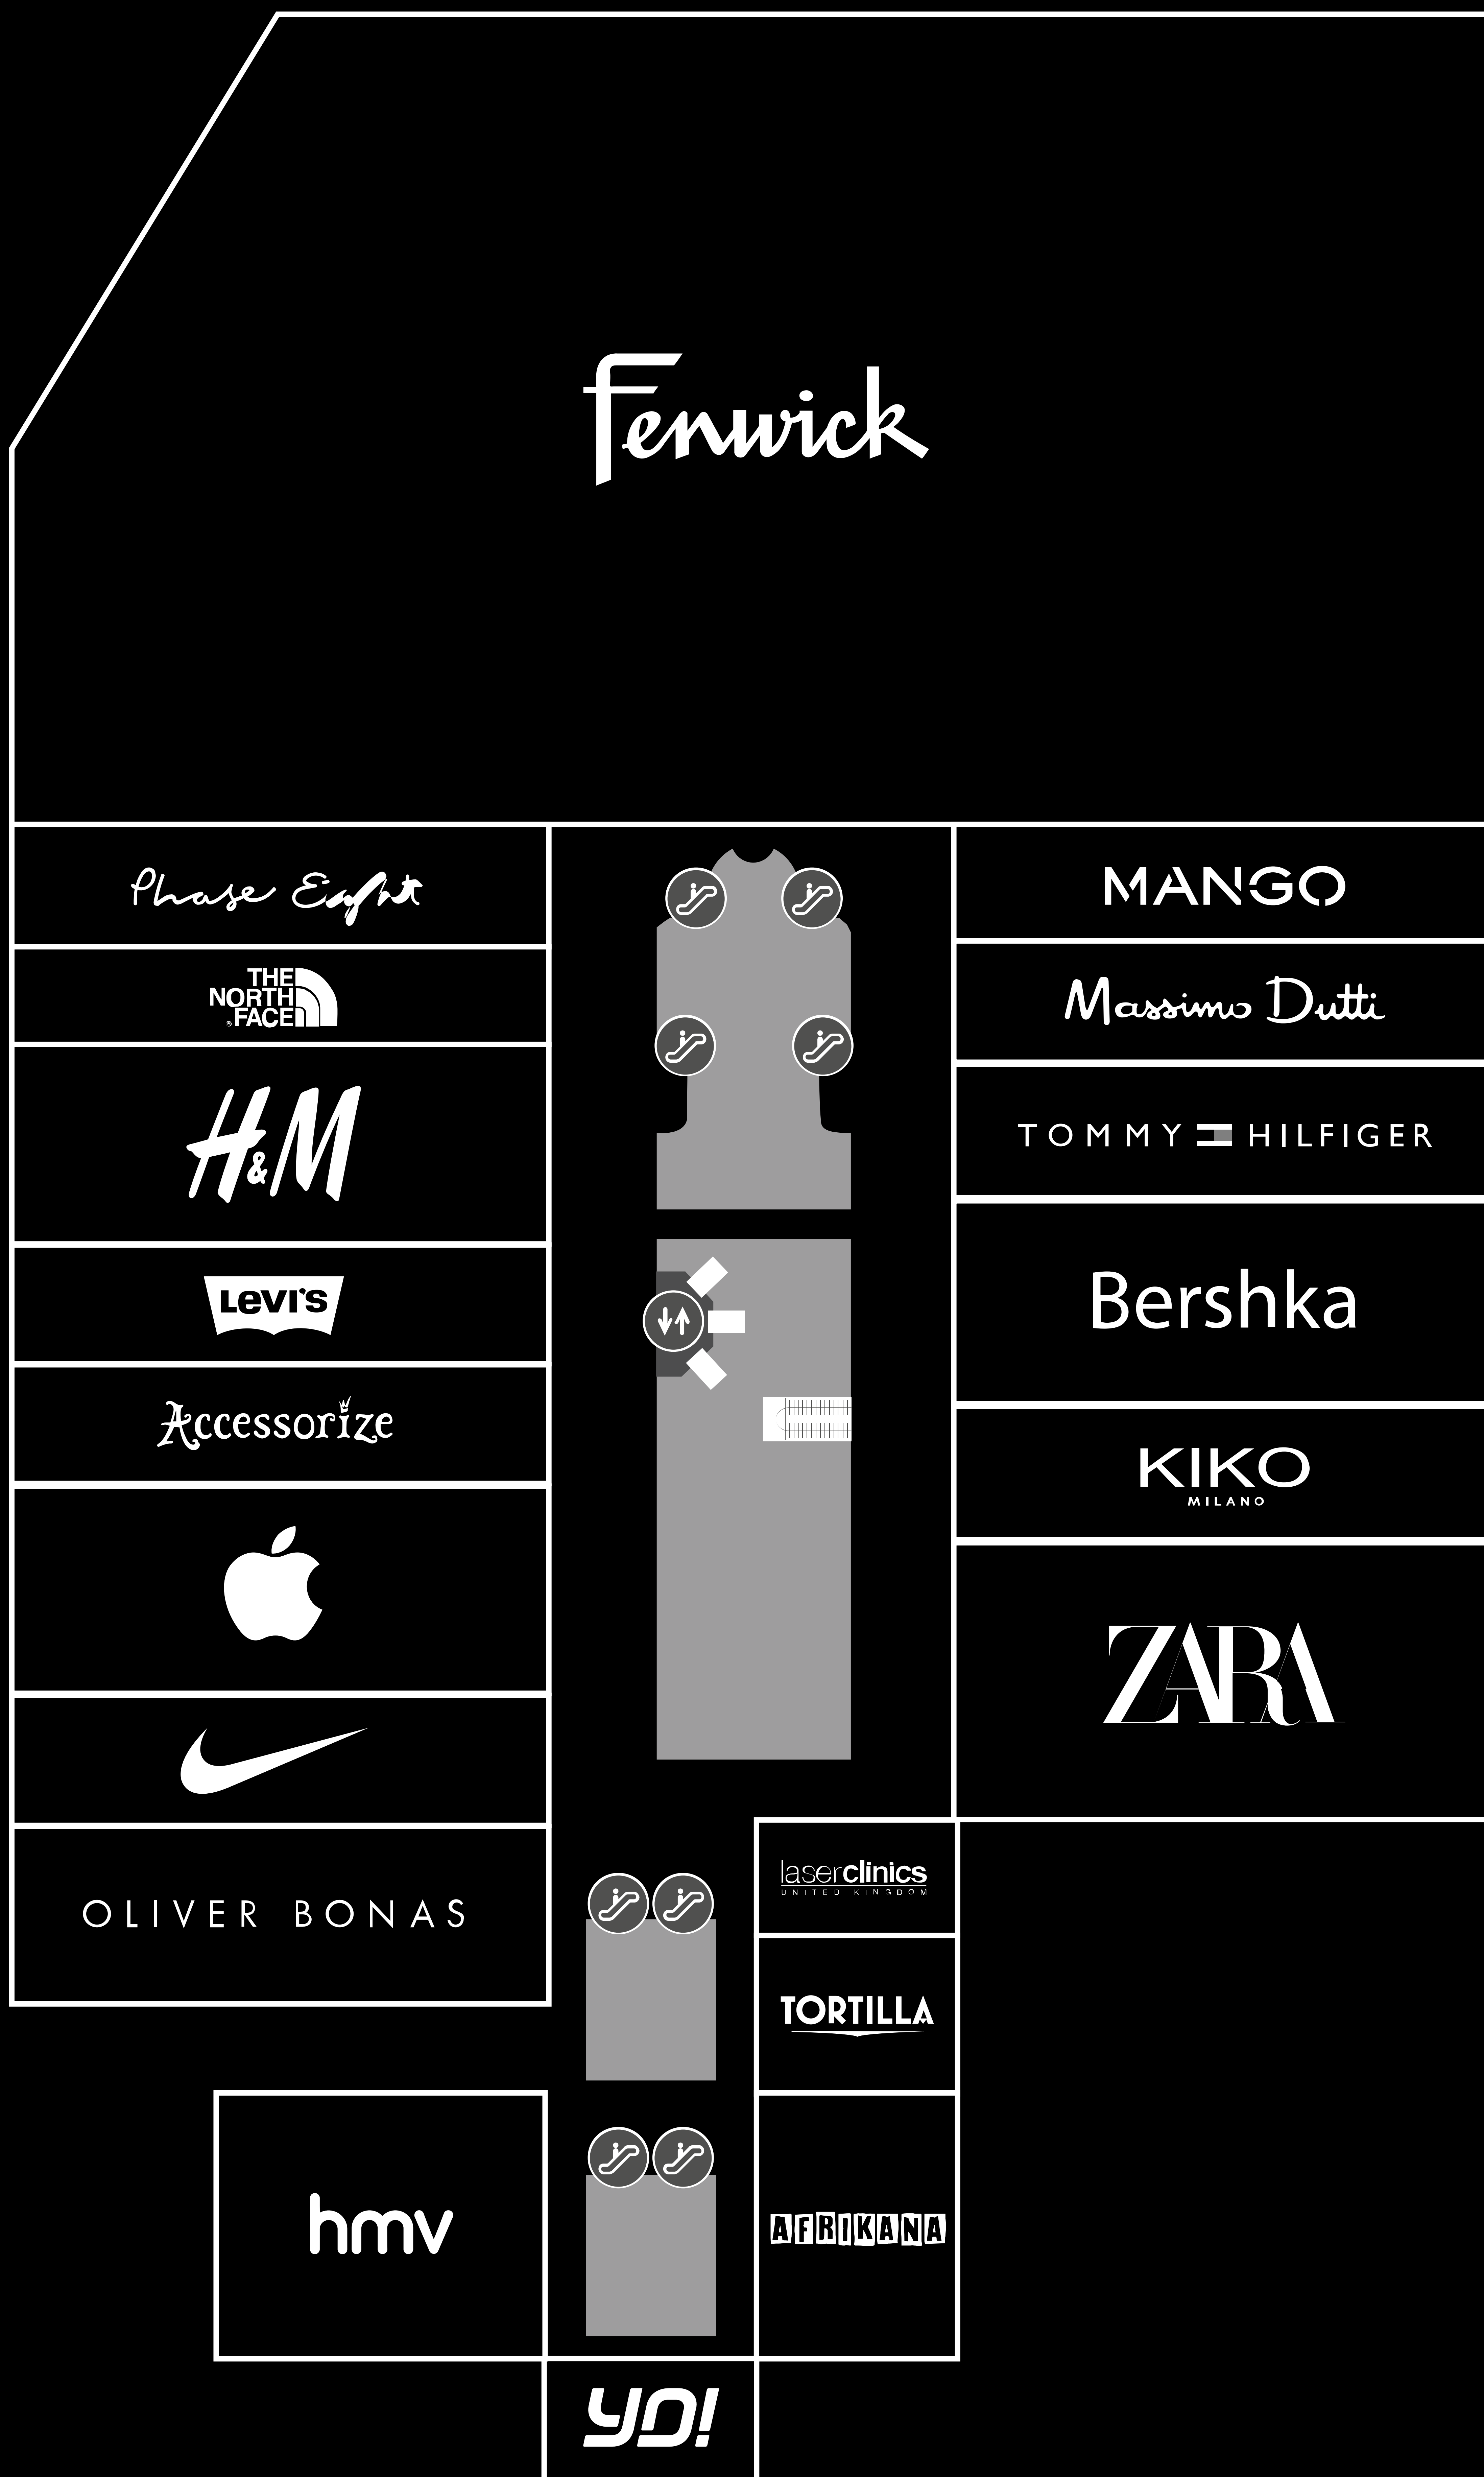 Fenwick
Phase Eight
MANGO
THE
NORTH
FACE
Massimo Dutti
H&M
TOMMY HILFIGER
LEVI'S
Bershka
Accessorize
KIKO
MILANO
ZARA
OLIVER BONAS
laserclinics
UNITED KINGDOM
TORTILLA
hmv
AFRIKANA
YO!